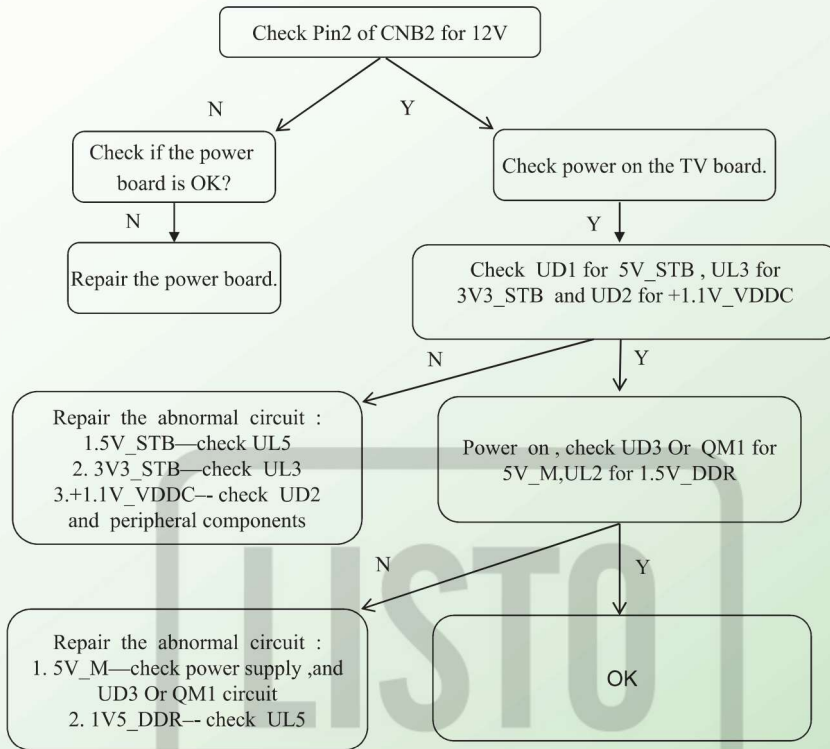 Check Pin2 of CNB2 for 12V
N
Y
Check if the power
board is OK?
Check power on the TV board.
N
Y
Repair the power board.
Check UD1 for 5V_STB , UL3 for
3V3_STB and UD2 for +1.1V_VDDC
N
Y
Repair the abnormal circuit :
1.5V_STB—check UL5
2. 3V3_STB—check UL3
3.+1.1V_VDDC–- check UD2
and peripheral components
Power on , check UD3 Or QM1 for
5V_M,UL2 for 1.5V_DDR
N
Y
Repair the abnormal circuit :
1. 5V_M—check power supply ,and
UD3 Or QM1 circuit
2. 1V5_DDR–- check UL5
OK
LISTO